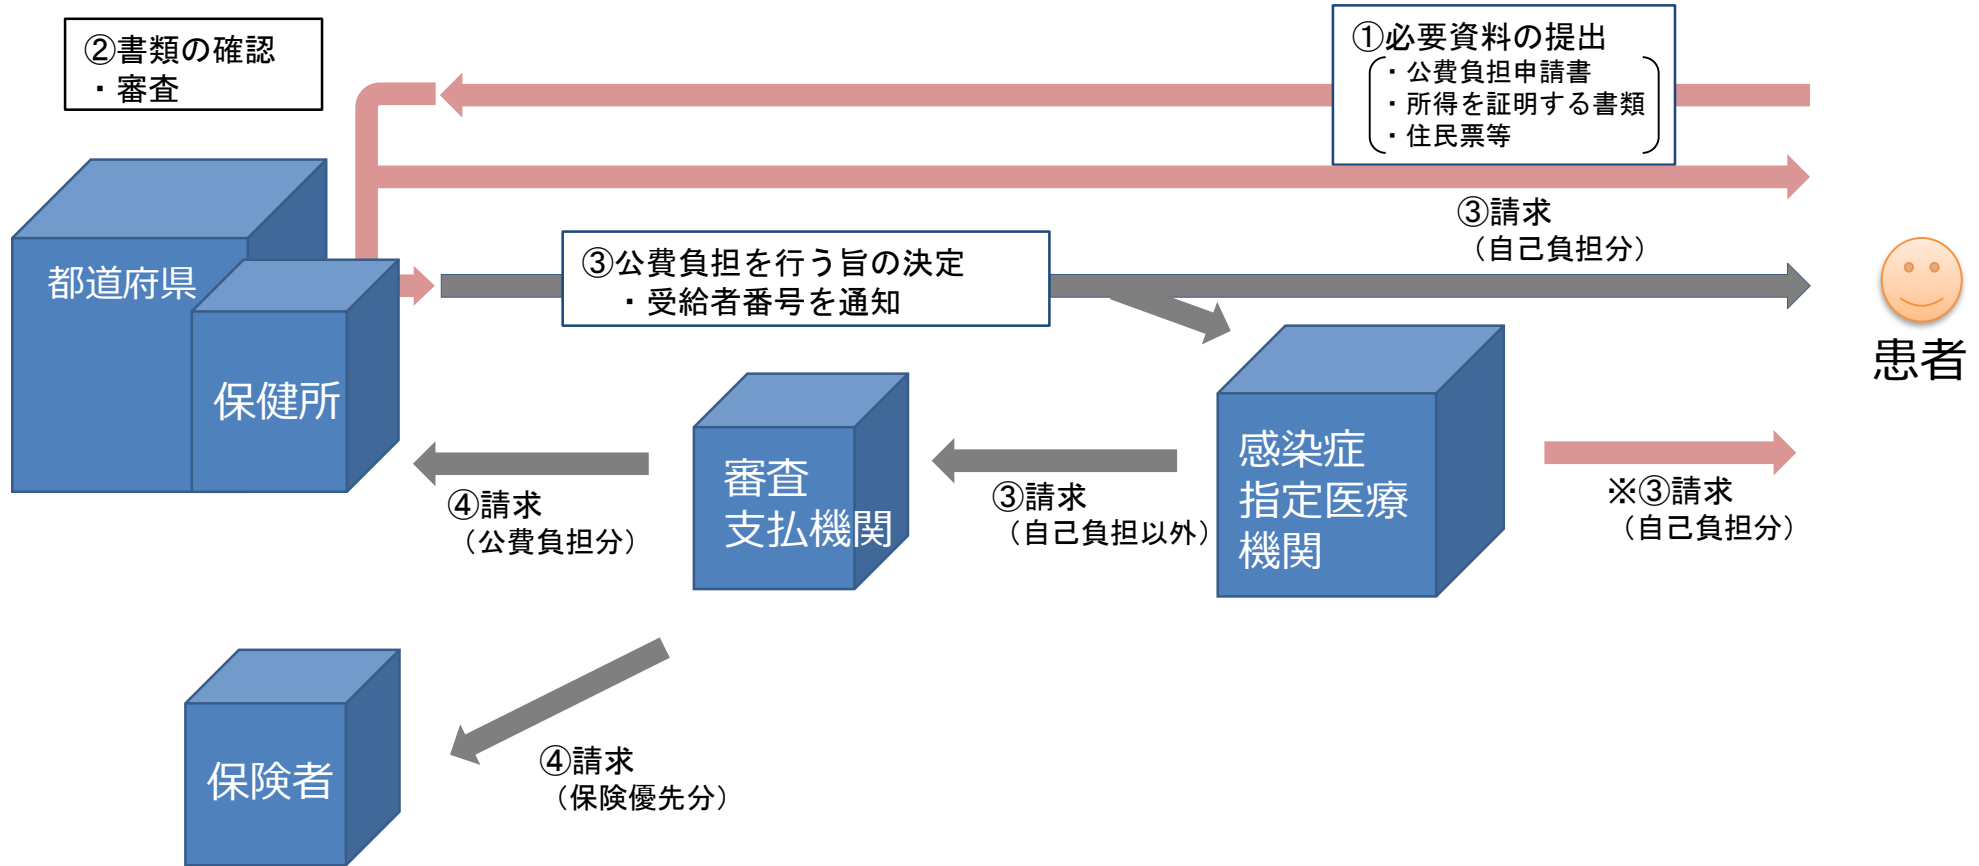 ②書類の確認
・審査
①必要資料の提出
・公費負担申請書
・所得を証明する書類
・住民票等
③請求
（自己負担分）
③公費負担を行う旨の決定
・受給者番号を通知
都道府県
保健所
患者
審査
支払機関
感染症
指定医療
機関
④請求
（公費負担分）
③請求
（自己負担以外）
※③請求
（自己負担分）
保険者
④請求
（保険優先分）